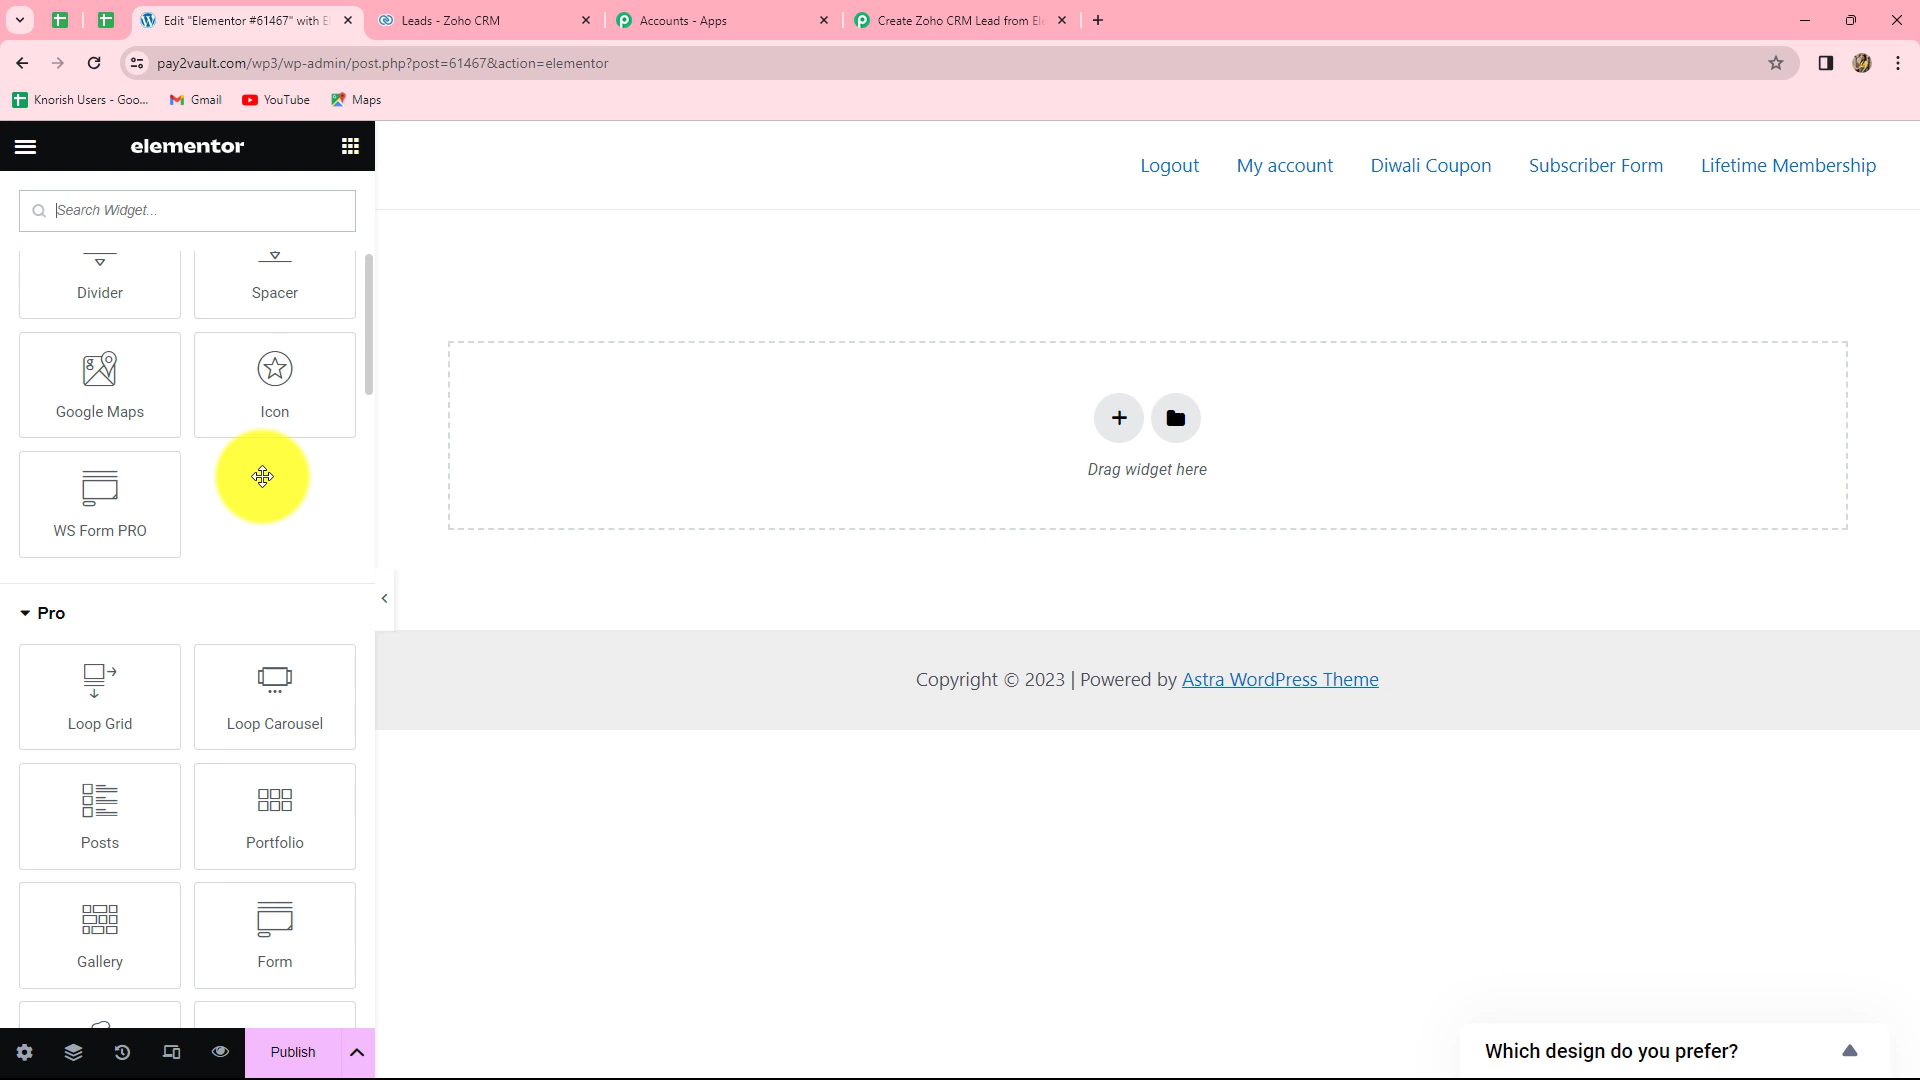 Edit "Elementor #61467" with E
Leads - Zoho CRM
Accounts - Apps
Create Zoho CRM Lead from Ele
pay2vault.com/wp3/wp-admin/post.php?post=61467&action=elementor
Knorish Users - Goo...
Gmail
YouTube
Maps
elementor
Logout
My account
Diwali Coupon
Subscriber Form
Lifetime Membership
Search Widget...
Divider
Spacer
Google Maps
Icon
Drag widget here
WS Form PRO
Pro
Copyright © 2023 | Powered by Astra WordPress Theme
Loop Grid
Loop Carousel
Posts
Portfolio
Gallery
Form
Publish
Which design do you prefer?